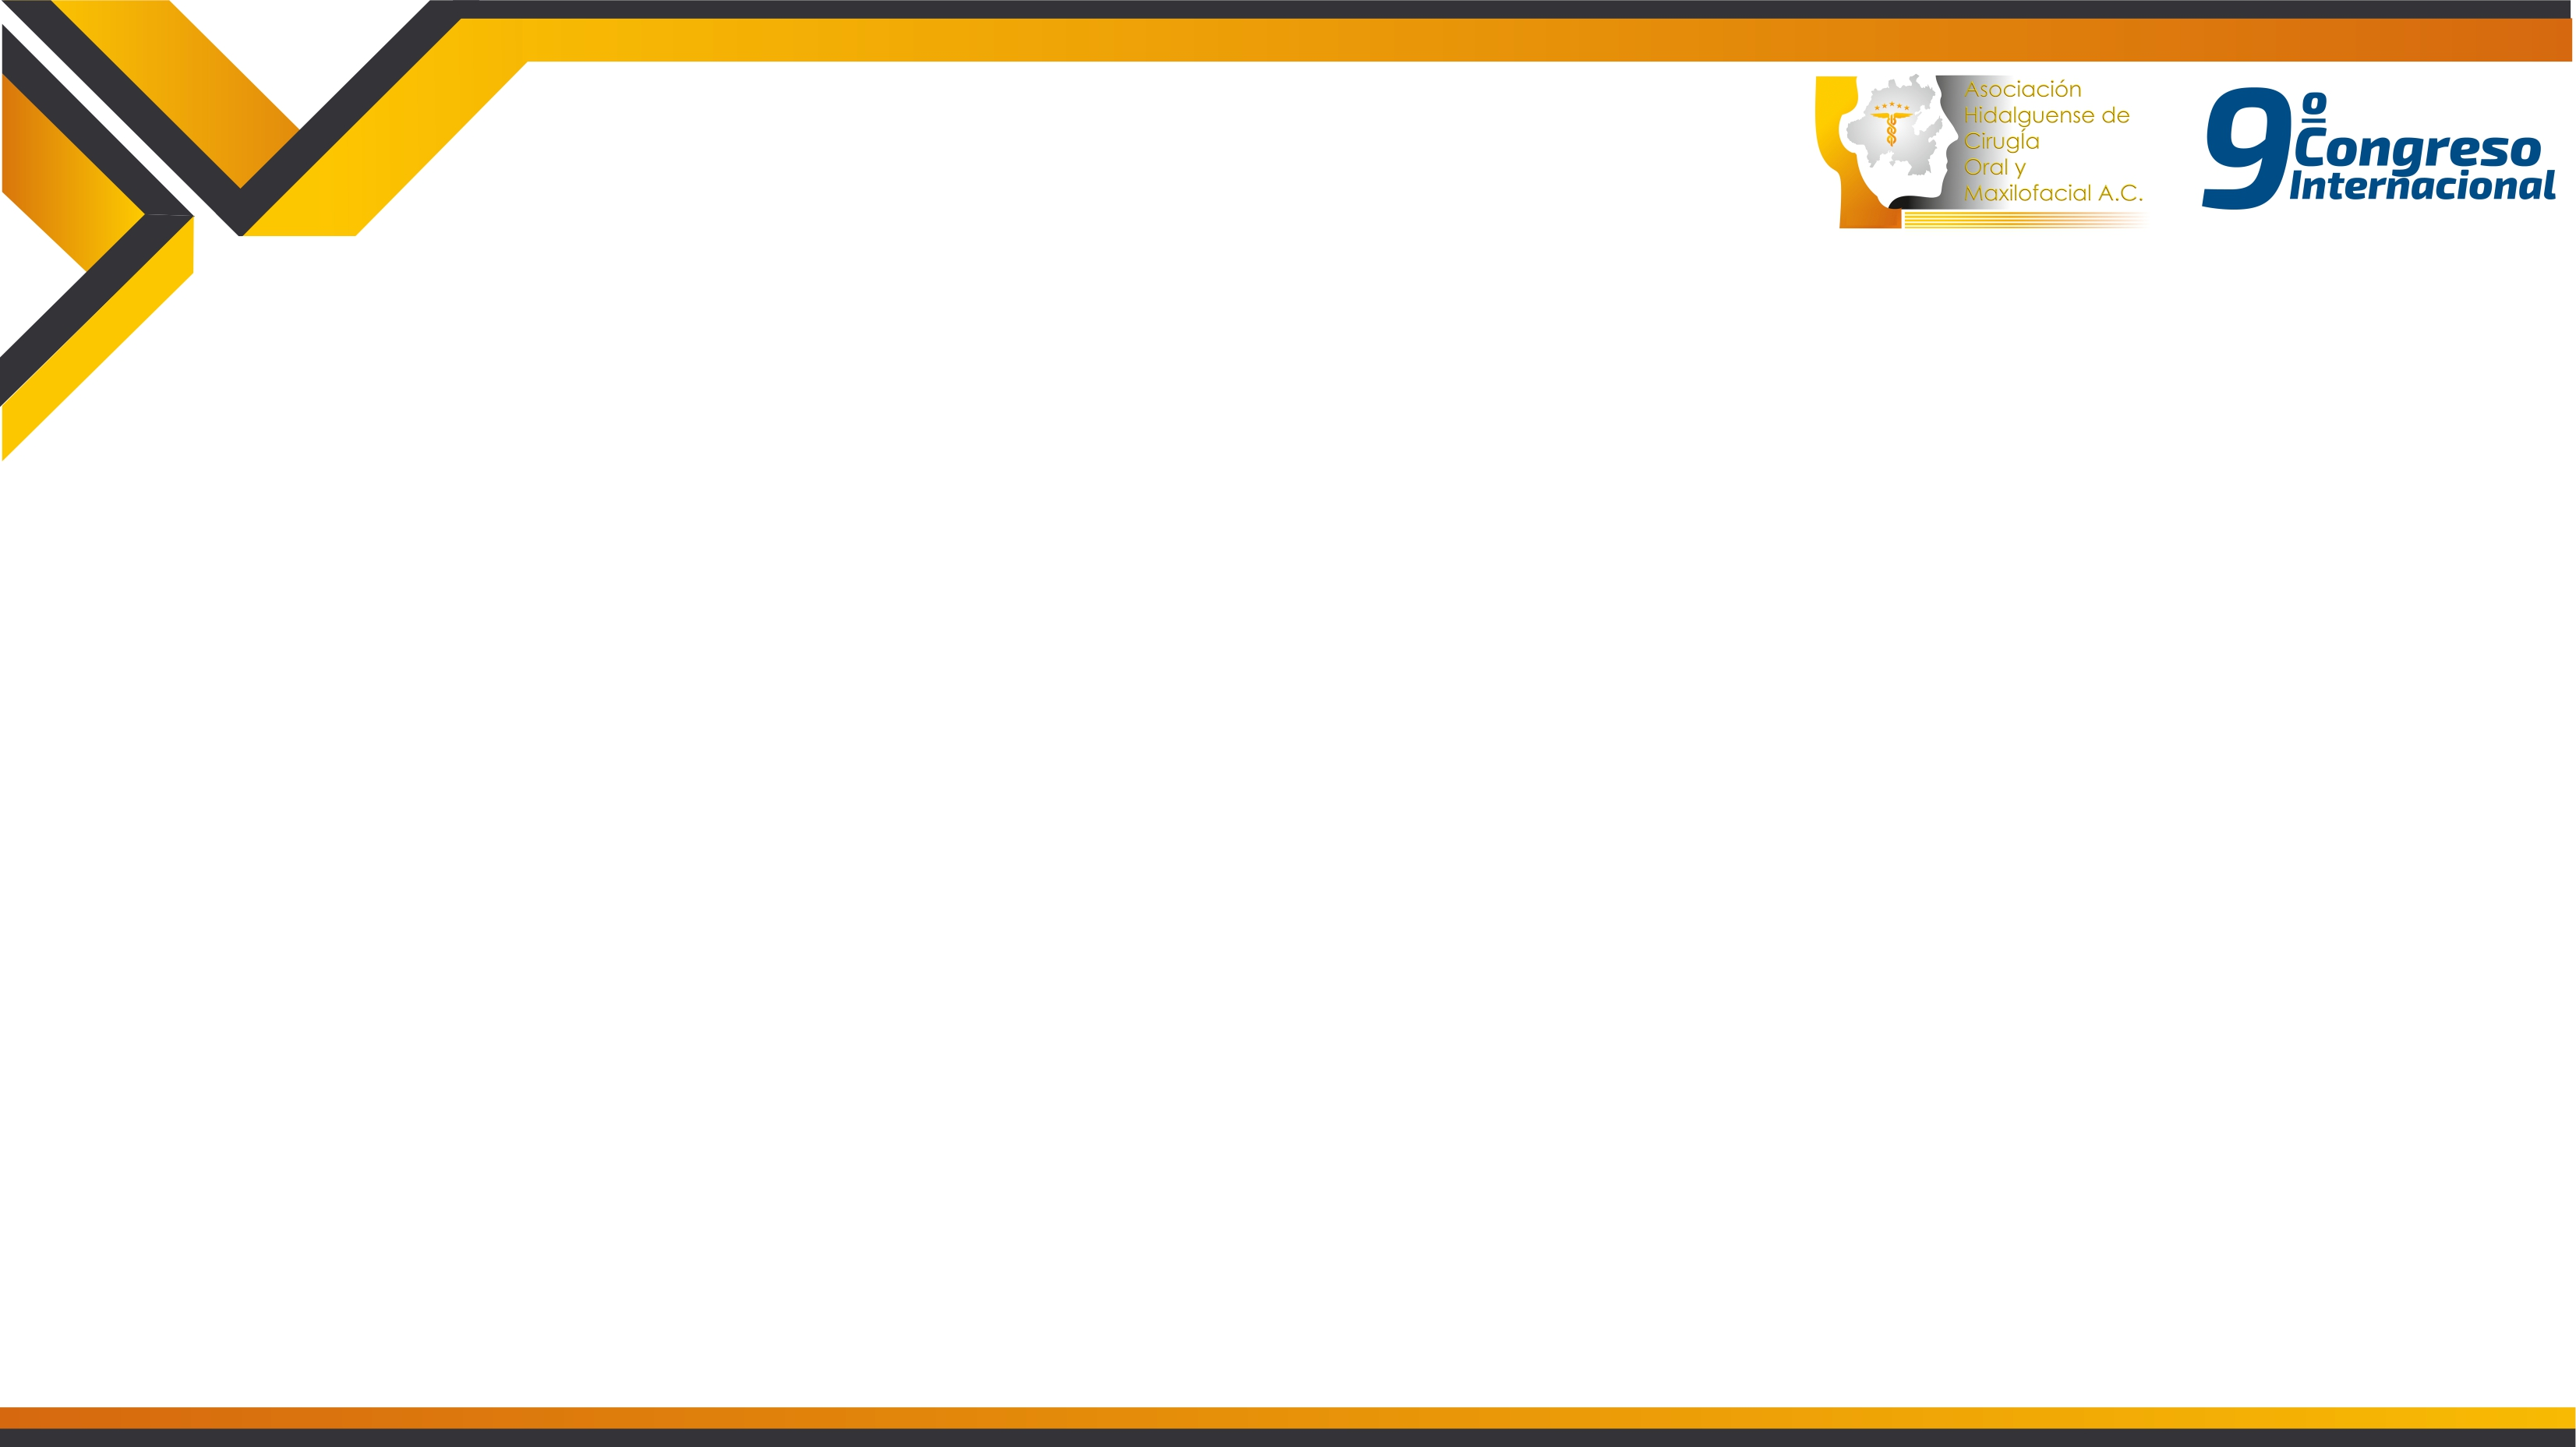 Asociación
Hidalguense de
Cirugía
Oral y
Maxilofacial A.C.
9º
Congreso
Internacional